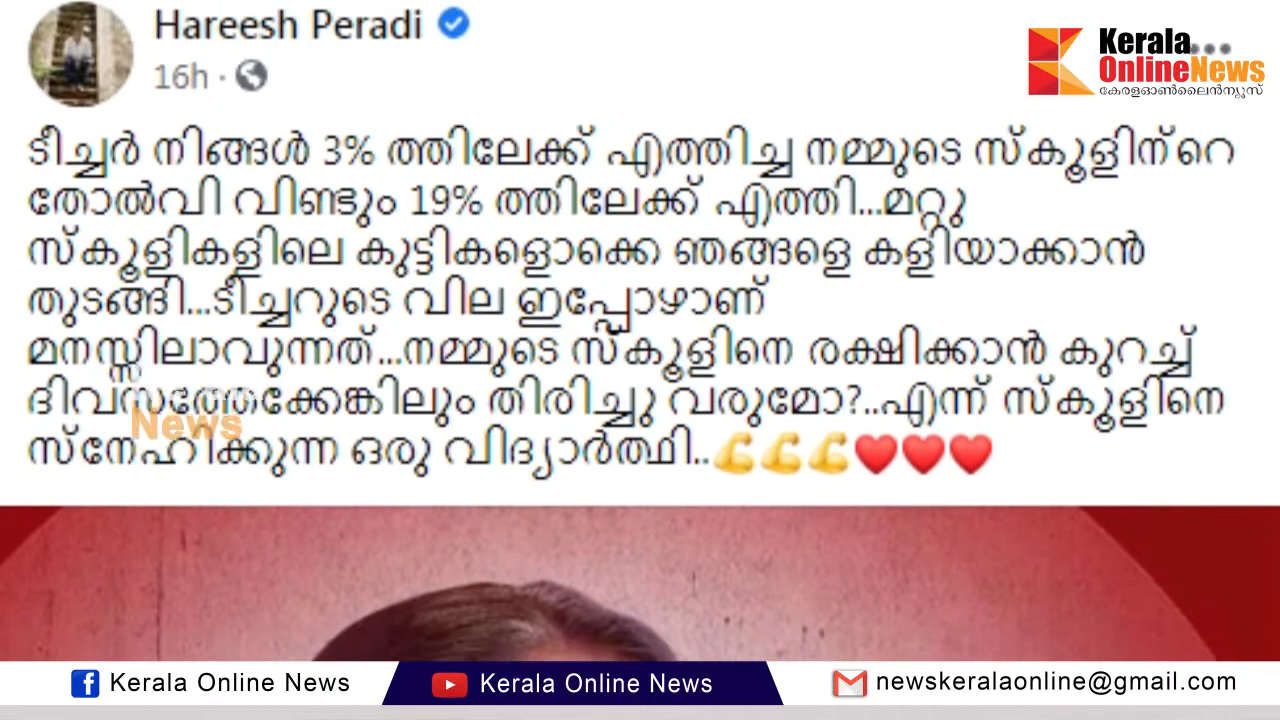 Hareesh Peradi
16h ·
Kerala
OnlineNews
കേരളഓൺലൈൻന്യൂസ്
ടീച്ചർ നിങ്ങൾ 3% ത്തിലേക്ക് എത്തിച്ച നമ്മുടെ സ്കൂളിന്റെ
തോൽവി വിണ്ടും 19% ത്തിലേക്ക് എത്തി...മറ്റു
സ്കൂളികളിലെ കുട്ടികളൊക്കെ ഞങ്ങളെ കളിയാക്കാൻ
തുടങ്ങി...ടീച്ചറുടെ വില ഇപ്പോഴാണ്
മനസ്സിലാവുന്നത്...നമ്മുടെ സ്കൂളിനെ രക്ഷിക്കാൻ കുറച്ച്
ദിവസത്തേക്കേങ്കിലും തിരിച്ചു വരുമോ?..എന്ന് സ്കൂളിനെ
News
സ്നേഹിക്കുന്ന ഒരു വിദ്യാർത്ഥി..💪💪💪❤️❤️❤️
Kerala Online News
Kerala Online News
newskeralaonline@gmail.com